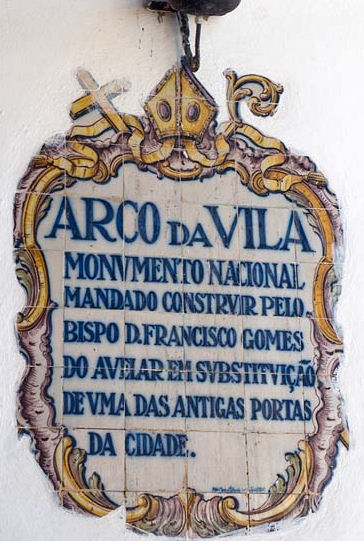 ARCO DA VILA
MONVMENTO NACIONAL
MANDADO CONSTRVIR PELO
BISPO D. FRANCISCO GOMES
DO AVELAR EM SVBSTITVIÇÃO
DE VMA DAS ANTIGAS PORTAS
DA CIDADE.